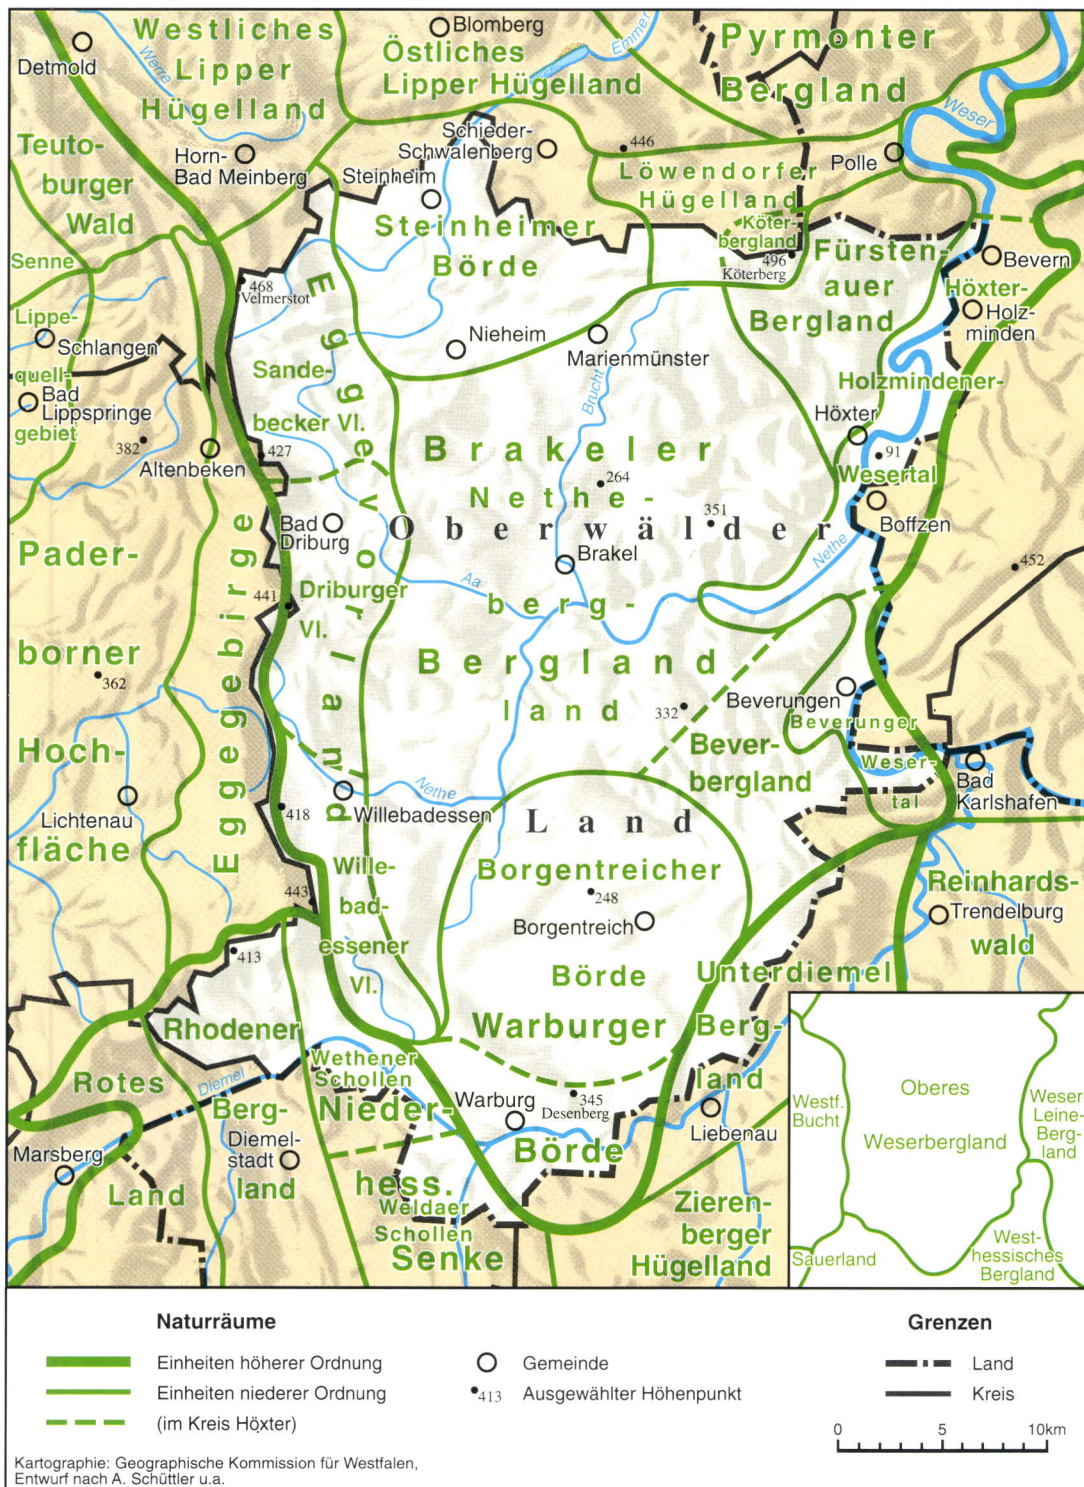 Westliches
Lipper
Hügelland
Blomberg
Östliches
Lipper Hügelland
Emmer
Pyrmonter
Bergland
Detmold
Werre
Weser
Teuto-
burger
Wald
Horn-
Bad Meinberg
Schieder-
Schwalenberg
446
Polle
Steinheim
Löwendorfer
Hügelland
Steinheimer
Börde
Köter-
bergland
496
Köterberg
Fürsten-
auer
Bergland
Bevern
Senne
468
Velmerstot
Höxter-
Holz-
minden
Lippe-
quell-
gebiet
Schlangen
Nieheim
Marienmünster
Bad
Lippspringe
Sande-
becker Vl.
Eggevorland
Brucht
Holzmindener-
Wesertal
Höxter
382
Altenbeken
427
Brakeler
Bergland
264
91
Nethe-
berg-
land
351
Boffzen
Oberwälder
Land
Bad
Driburg
Brakel
Nethe
452
Pader-
borner
Hoch-
fläche
Eggegebirge
441
Driburger
Vl.
Aa
362
332
Beverungen
Bever-
bergland
Beverunger
Weser-
tal
Bad
Karlshafen
Lichtenau
418
Nethe
Willebadessen
Borgentreicher
Börde
248
Borgentreich
Wille-
bad-
essener
Vl.
443
413
Reinhards-
wald
Trendelburg
Unterdiemel
Berg-
land
Rhodener
Warburger
Börde
Wethener
Schollen
Rotes
Land
Diemel
Berg-
land
Nieder-
hess.
Senke
Warburg
345
Desenberg
Liebenau
Marsberg
Diemel-
stadt
Weldaer
Schollen
Zieren-
berger
Hügelland
Oberes
Weserbergland
Westf.
Bucht
Weser
Leine-
Berg-
land
Sauerland
West-
hessisches
Bergland
Naturräume
Einheiten höherer Ordnung
Einheiten niederer Ordnung
(im Kreis Höxter)
Gemeinde
413 Ausgewählter Höhenpunkt
Grenzen
Land
Kreis
0 5 10km
Kartographie: Geographische Kommission für Westfalen,
Entwurf nach A. Schüttler u.a.